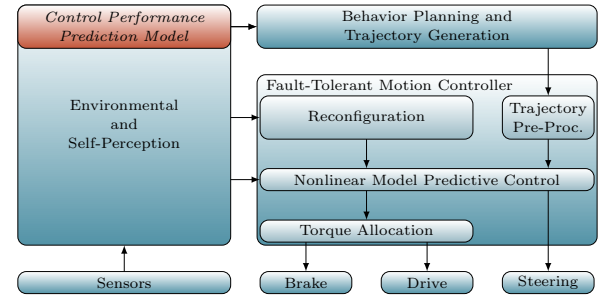 Control Performance
Prediction Model
Behavior Planning and
Trajectory Generation
Environmental
and
Self-Perception
Fault-Tolerant Motion Controller
Reconfiguration
Trajectory
Pre-Proc.
Nonlinear Model Predictive Control
Torque Allocation
Sensors
Brake
Drive
Steering